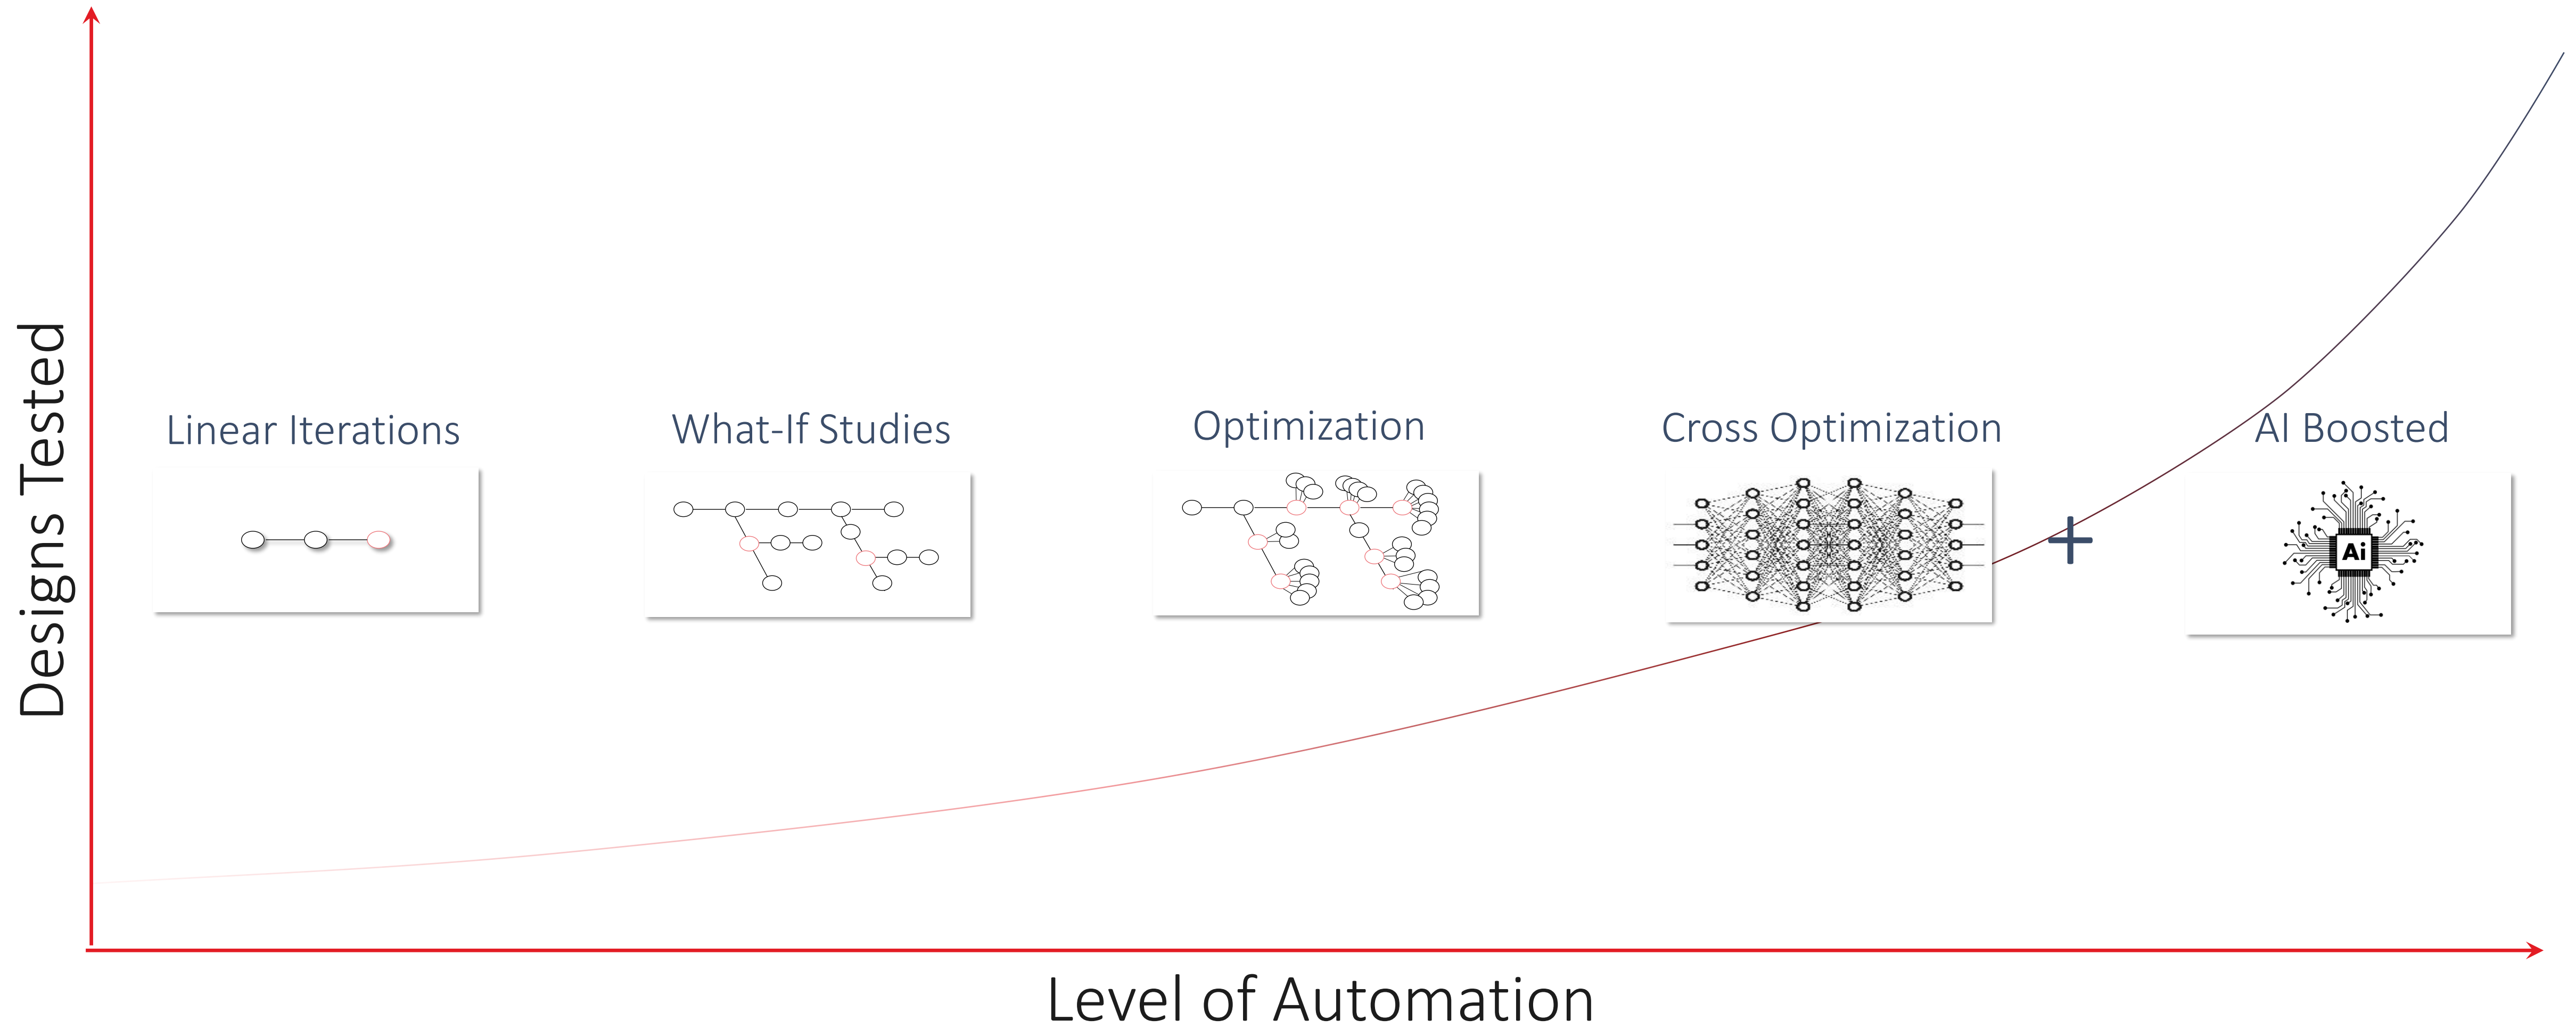 Designs Tested
Linear Iterations
What-If Studies
Optimization
Cross Optimization
+
AI Boosted
Ai
Level of Automation